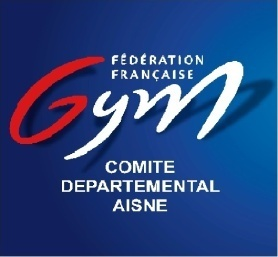 FÉDÉRATION
FRANÇAISE
Gym
COMITE
DEPARTEMENTAL
AISNE